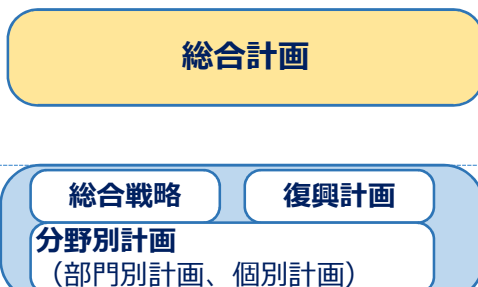 総合計画
総合戦略
復興計画
分野別計画
（部門別計画、個別計画）